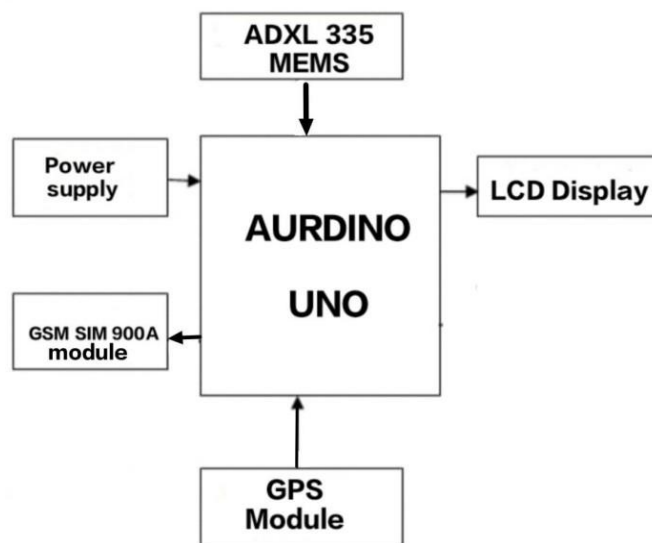 ADXL 335
MEMS
Power
supply
AURDINO
UNO
LCD Display
GSM SIM 900A
module
GPS
Module